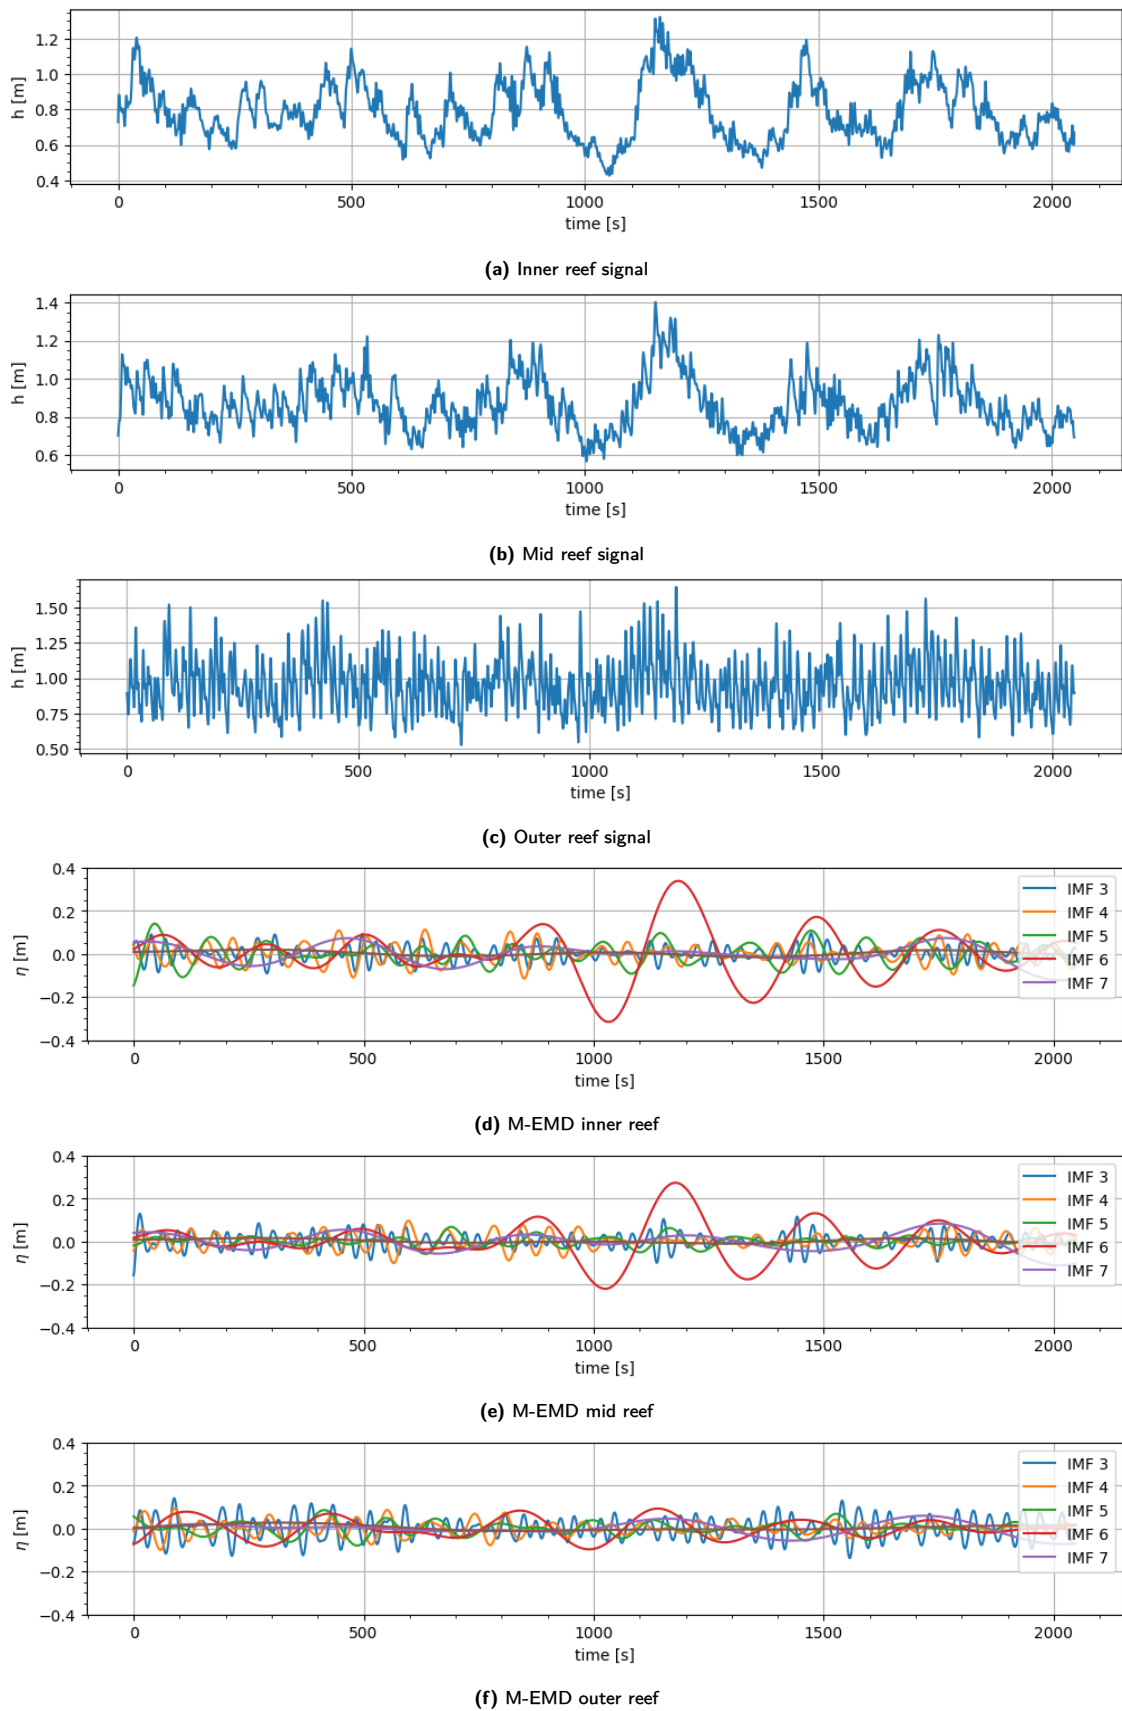 h [m]
1.2
1.0
0.8
0.6
0.4
0 500 1000 1500 2000
time [s]
(a) Inner reef signal
h [m]
1.4
1.2
1.0
0.8
0.6
0 500 1000 1500 2000
time [s]
(b) Mid reef signal
h [m]
1.50
1.25
1.00
0.75
0.50
0 500 1000 1500 2000
time [s]
(c) Outer reef signal
η [m]
0.4
0.2
0.0
−0.2
−0.4
IMF 3
IMF 4
IMF 5
IMF 6
IMF 7
0 500 1000 1500 2000
time [s]
(d) M-EMD inner reef
η [m]
0.4
0.2
0.0
−0.2
−0.4
IMF 3
IMF 4
IMF 5
IMF 6
IMF 7
0 500 1000 1500 2000
time [s]
(e) M-EMD mid reef
η [m]
0.4
0.2
0.0
−0.2
−0.4
IMF 3
IMF 4
IMF 5
IMF 6
IMF 7
0 500 1000 1500 2000
time [s]
(f) M-EMD outer reef